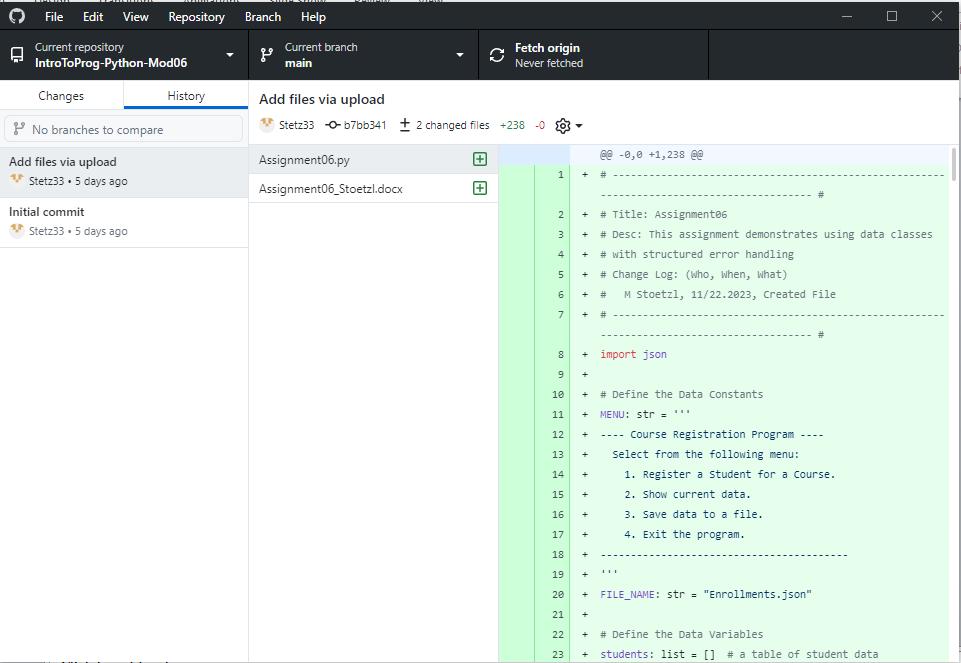 File Edit View Repository Branch Help
Current repository
IntroToProg-Python-Mod06
Current branch
main
Fetch origin
Never fetched
Changes History
No branches to compare
Add files via upload
Stetz33 • 5 days ago
Initial commit
Stetz33 • 5 days ago
Add files via upload
Stetz33 b7bb341 2 changed files +238 -0
Assignment06.py
Assignment06_Stoetzl.docx
@@ -0,0 +1,238 @@
1 + # -------------------------------------------------------
----------------------------------- #
2 + # Title: Assignment06
3 + # Desc: This assignment demonstrates using data classes
4 + # with structured error handling
5 + # Change Log: (Who, When, What)
6 + #   M Stoetzl, 11/22.2023, Created File
7 + # -------------------------------------------------------
----------------------------------- #
8 + import json
9 +
10 + # Define the Data Constants
11 + MENU: str = '''
12 + ---- Course Registration Program ----
13 +   Select from the following menu:
14 +     1. Register a Student for a Course.
15 +     2. Show current data.
16 +     3. Save data to a file.
17 +     4. Exit the program.
18 + -----------------------------------------
19 + '''
20 + FILE_NAME: str = "Enrollments.json"
21 +
22 + # Define the Data Variables
23 + students: list = []  # a table of student data